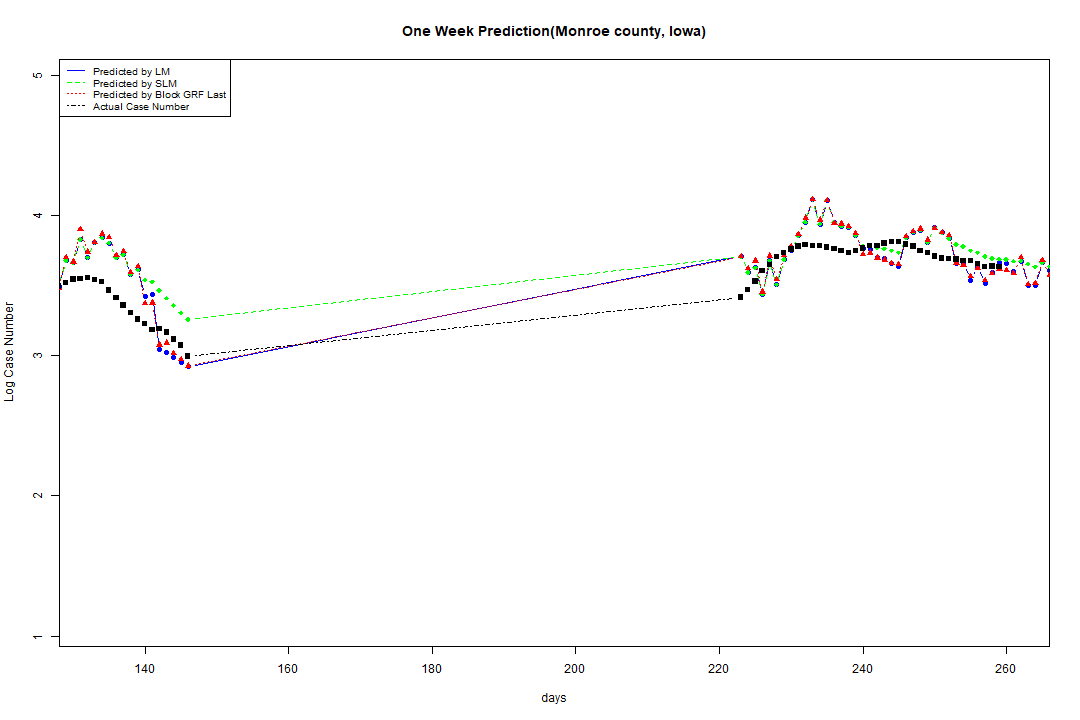 One Week Prediction(Monroe county, Iowa)
Predicted by LM
Predicted by SLM
Predicted by Block GRF Last
Actual Case Number
5
4
3
2
1
Log Case Number
140 160 180 200 220 240 260
days